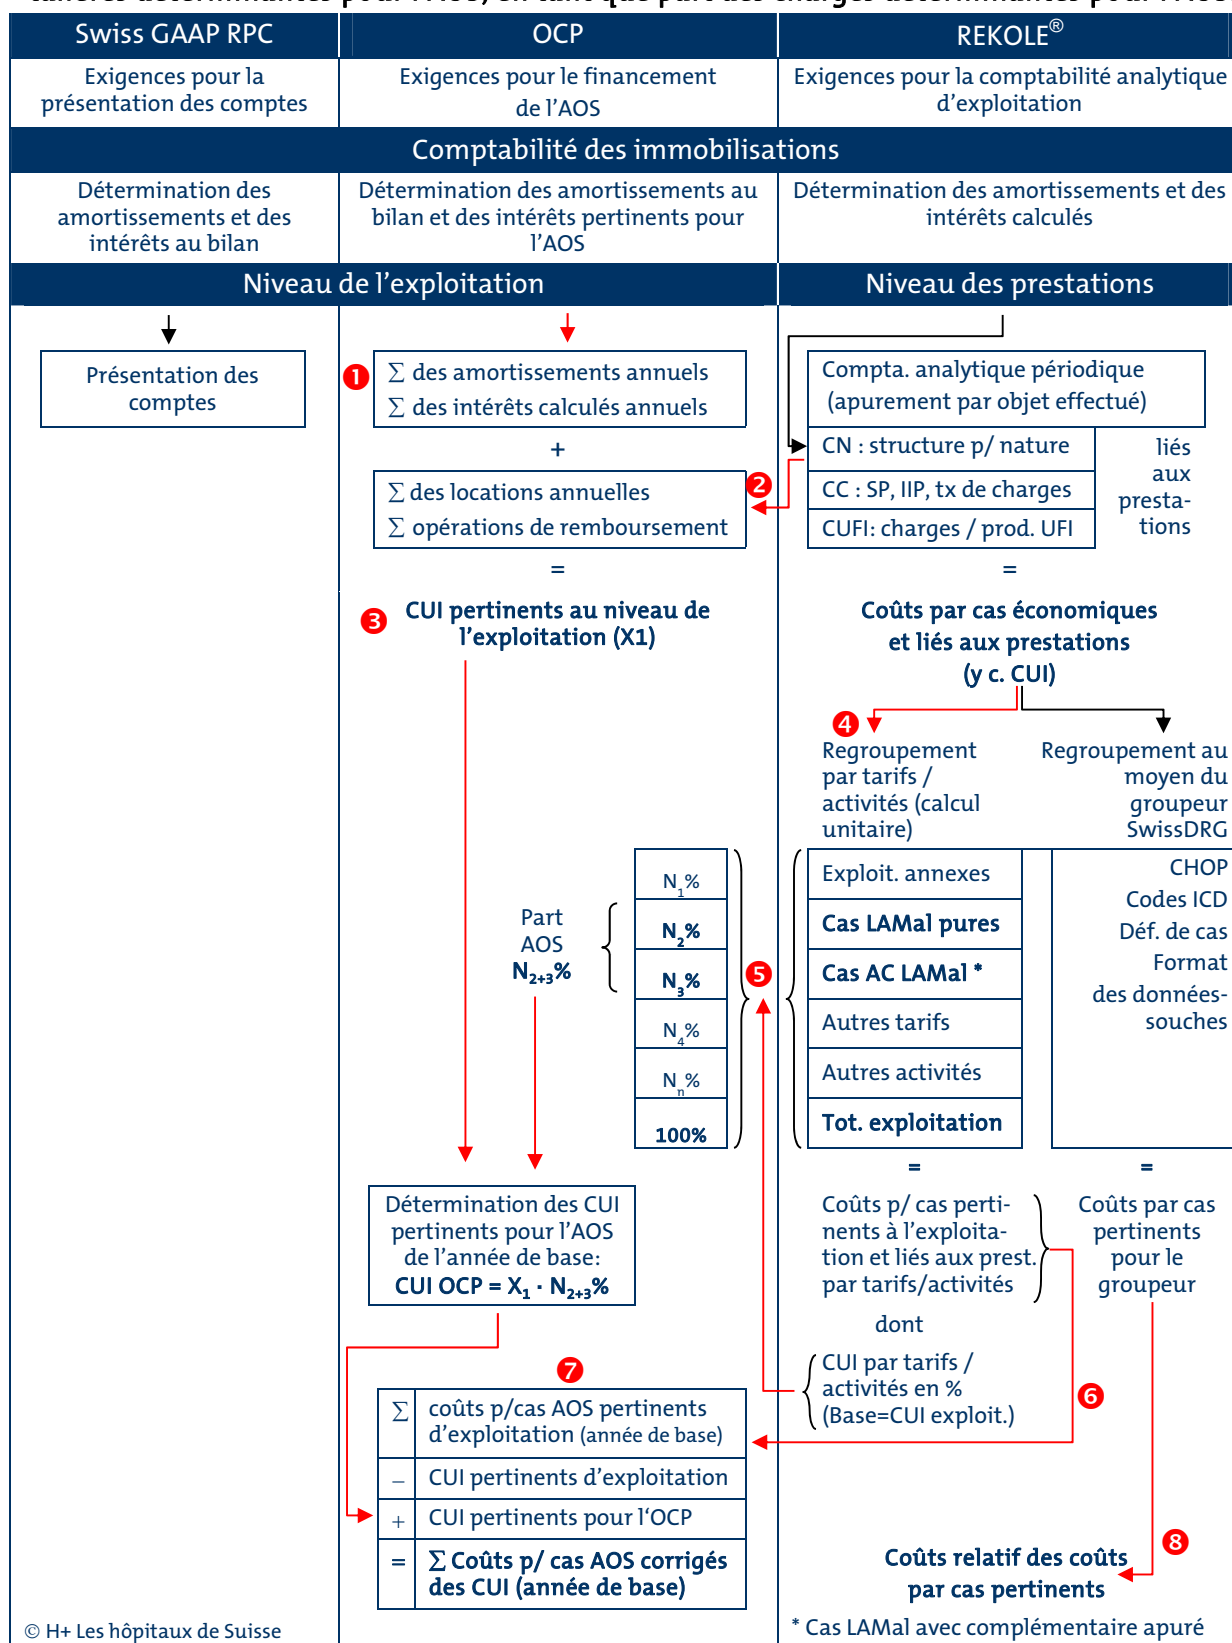 Swiss GAAP RPC
OCP
REKOLE®
Exigences pour la
présentation des comptes
Exigences pour le financement
de l'AOS
Exigences pour la comptabilité analytique
d'exploitation
Comptabilité des immobilisations
Détermination des
amortissements et des
intérêts au bilan
Détermination des amortissements au
bilan et des intérêts pertinents pour
l'AOS
Détermination des amortissements et des
intérêts calculés
Niveau de l'exploitation
Niveau des prestations
Présentation des
comptes
1
∑ des amortissements annuels
∑ des intérêts calculés annuels
+
2
∑ des locations annuelles
∑ opérations de remboursement
=
3
CUI pertinents au niveau de
l'exploitation (X1)
Compta. analytique périodique
(apurement par objet effectué)
CN : structure p/ nature
CC : SP, IIP, tx de charges
CUFI: charges / prod. UFI
liés
aux
presta-
tions
=
Coûts par cas économiques
et liés aux prestations
(y c. CUI)
4
Regroupement
par tarifs /
activités (calcul
unitaire)
Regroupement au
moyen du
groupeur
SwissDRG
Part
AOS
N2+3%
N1%
N2%
N3%
N4%
Nn%
100%
5
Exploit. annexes
Cas LAMal pures
Cas AC LAMal *
Autres tarifs
Autres activités
Tot. exploitation
CHOP
Codes ICD
Déf. de cas
Format
des données-
souches
=
=
Détermination des CUI
pertinents pour l'AOS
de l'année de base:
CUI OCP = X1 · N2+3%
Coûts p/ cas perti-
nents à l'exploita-
tion et liés aux prest.
par tarifs/activités
Coûts par cas
pertinents
pour le
groupeur
dont
CUI par tarifs /
activités en %
(Base=CUI exploit.)
6
7
∑ coûts p/cas AOS pertinents
d'exploitation (année de base)
– CUI pertinents d'exploitation
+ CUI pertinents pour l'OCP
= ∑ Coûts p/ cas AOS corrigés
des CUI (année de base)
8
Coûts relatif des coûts
par cas pertinents
© H+ Les hôpitaux de Suisse
* Cas LAMal avec complémentaire apuré